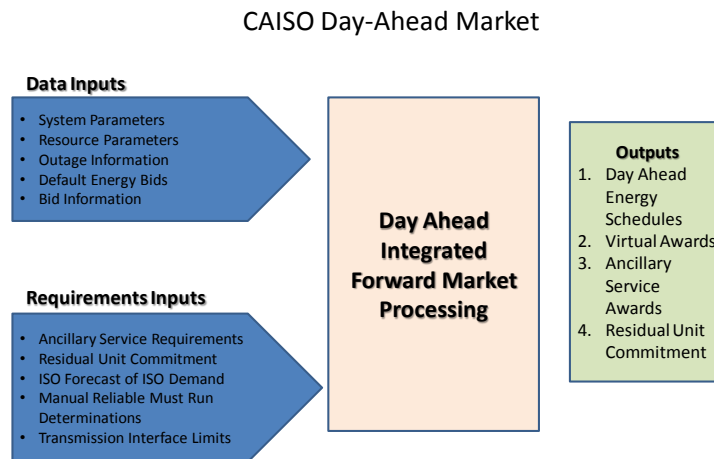 CAISO Day-Ahead Market
Data Inputs
• System Parameters
• Resource Parameters
• Outage Information
• Default Energy Bids
• Bid Information
Requirements Inputs
• Ancillary Service Requirements
• Residual Unit Commitment
• ISO Forecast of ISO Demand
• Manual Reliable Must Run
Determinations
• Transmission Interface Limits
Day Ahead
Integrated
Forward Market
Processing
Outputs
1. Day Ahead
Energy
Schedules
2. Virtual Awards
3. Ancillary
Service
Awards
4. Residual Unit
Commitment